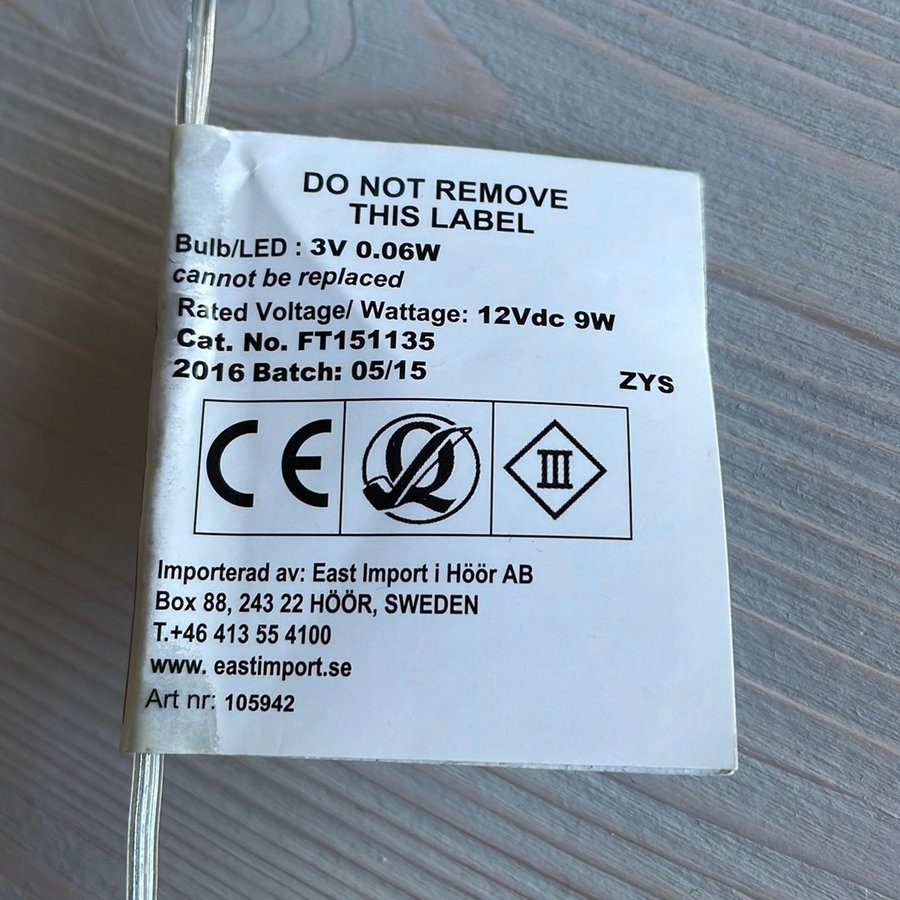 DO NOT REMOVE
THIS LABEL
Bulb/LED : 3V 0.06W
cannot be replaced
Rated Voltage/ Wattage: 12Vdc 9W
Cat. No. FT151135
2016 Batch: 05/15
ZYS
CE
Q
III
Importerad av: East Import i Höör AB
Box 88, 243 22 HÖÖR, SWEDEN
T.+46 413 55 4100
www. eastimport.se
Art nr: 105942